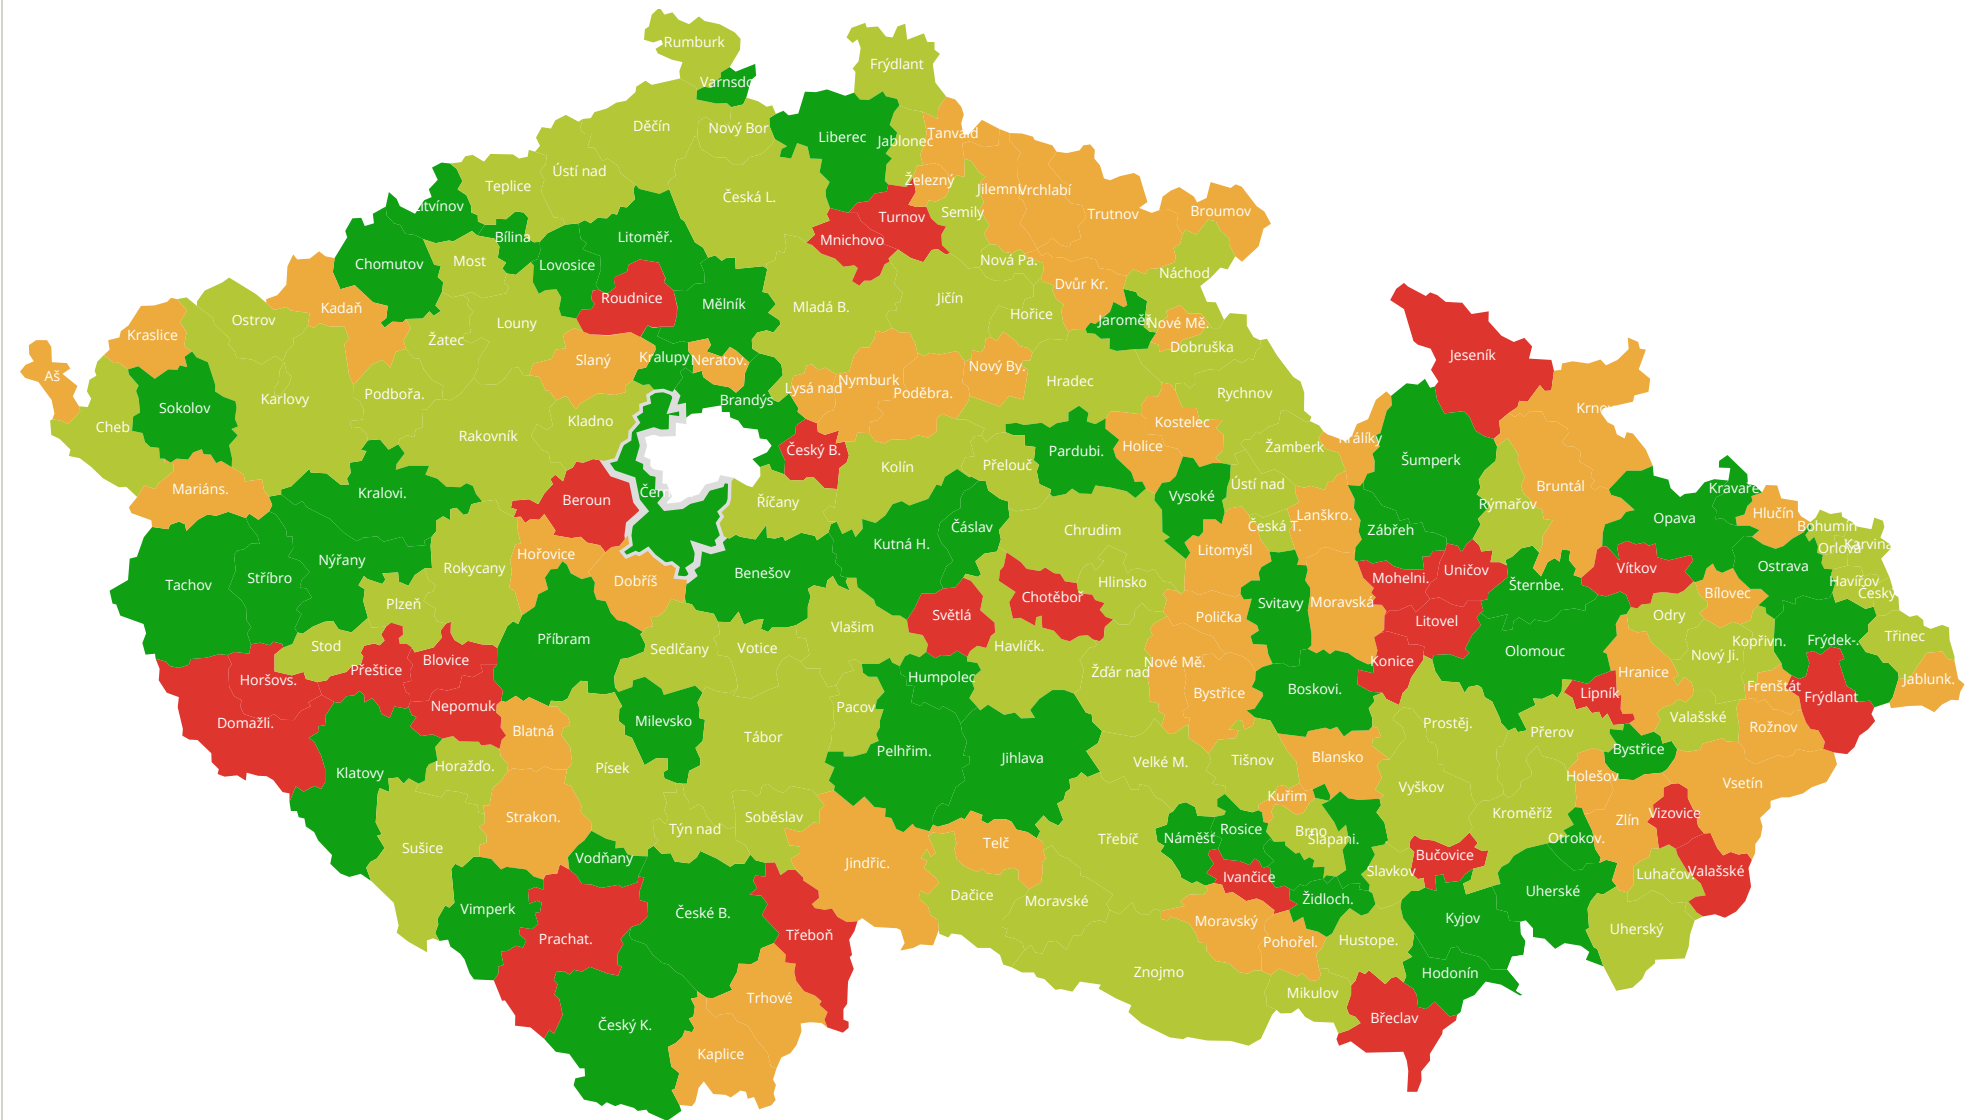 Rumburk
Frýdlant
Varnsdo
Děčín
Nový Bor
Liberec
Jablonec
Tanvald
Ústí nad
Teplice
Železný
Jilemni
Vrchlabí
Česká L.
itvínov
Turnov
Semily
Trutnov
Broumov
Bílina
Litoměř.
Mnichovo
Chomutov
Most
Lovosice
Nová Pa.
Náchod
Dvůr Kr.
Roudnice
Mělník
Jičín
Kadaň
Mladá B.
Hořice
Ostrov
Louny
Jaroměř
Nové Mě.
Kraslice
Žatec
Dobruška
Slaný
Kralupy
Neratov.
Jeseník
Nový By.
Aš
Lysá nad
Nymburk
Hradec
Poděbra.
Podbořa.
Rychnov
Karlovy
Brandýs
Sokolov
Krno
Kladno
Kostelec
Cheb
Rakovník
Králíky
Český B.
Pardubi.
Holice
Žamberk
Šumperk
Kolín
Přelouč
Mariáns.
Kralovi.
Ústí nad
Bruntál
Kravaře
Čer
Vysoké
Beroun
Říčany
Rýmařov
Lanškro.
Hlučín
Opava
Čáslav
Chrudim
Česká T.
Zábřeh
Bohumín
Kutná H.
Litomyšl
Orlová
Karviná
Hořovice
Nýřany
Rokycany
Ostrava
Vítkov
Benešov
Stříbro
Mohelni.
Uničov
Tachov
Dobříš
Hlinsko
Šternbe.
Havířov
Chotěboř
Bílovec
Český
Plzeň
Svitavy
Moravská
Světlá
Polička
Odry
Litovel
Vlašim
Příbram
Třinec
Stod
Havlíčk.
Kopřivn.
Frýdek-.
Sedlčany
Votice
Olomouc
Nový Ji.
Blovice
Nové Mě.
Konice
Přeštice
Žďár nad
Hranice
Horšovs.
Humpolec
Jablunk.
Boskovi.
Bystřice
Lipník
Frenštát
Frýdlant
Nepomuk
Pacov
Domažli.
Milevsko
Valašské
Prostěj.
Rožnov
Blatná
Přerov
Tábor
Pelhřim.
Bystřice
Jihlava
Blansko
Velké M.
Tišnov
Horažďo.
Písek
Klatovy
Holešov
Vsetín
Vyškov
Kuřim
Kroměříž
Vizovice
Strakon.
Soběslav
Zlín
Týn nad
Rosice
Brno
Šlapani.
Náměšť
Třebíč
Otrokov.
Telč
Sušice
Vodňany
Bučovice
Jindřic.
Slavkov
Valašské
Luhačov.
Ivančice
Uherské
Dačice
Židloch.
Moravské
Vimperk
České B.
Kyjov
Moravský
Uherský
Třeboň
Prachat.
Pohořel.
Hustope.
Znojmo
Hodonín
Mikulov
Trhové
Břeclav
Český K.
Kaplice